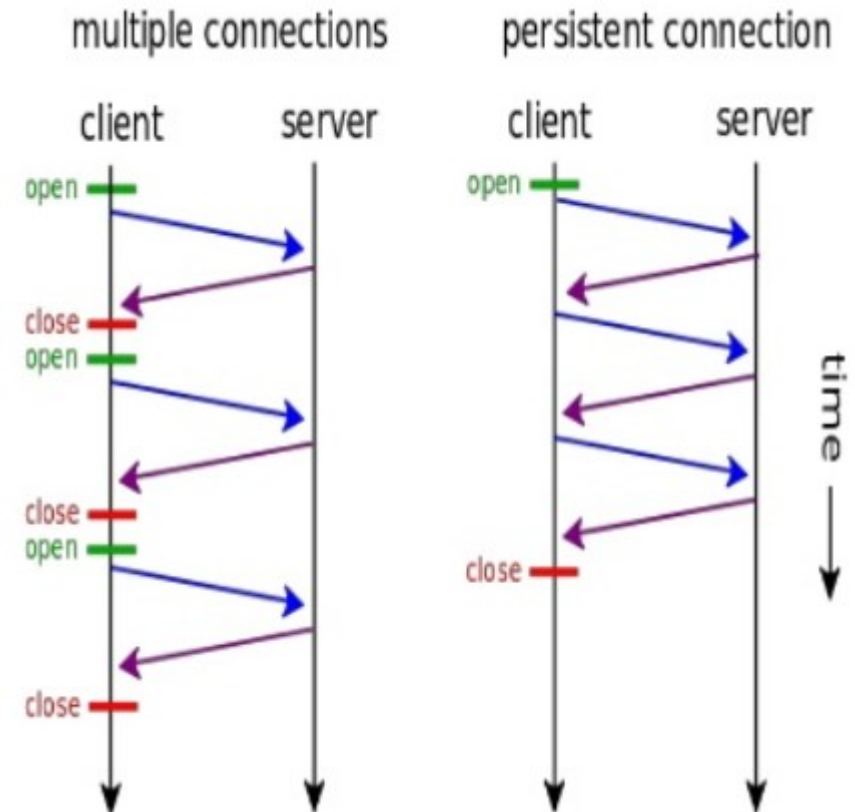 multiple connections
client server
open
close
open
close
open
close
persistent connection
client server
open
close
time